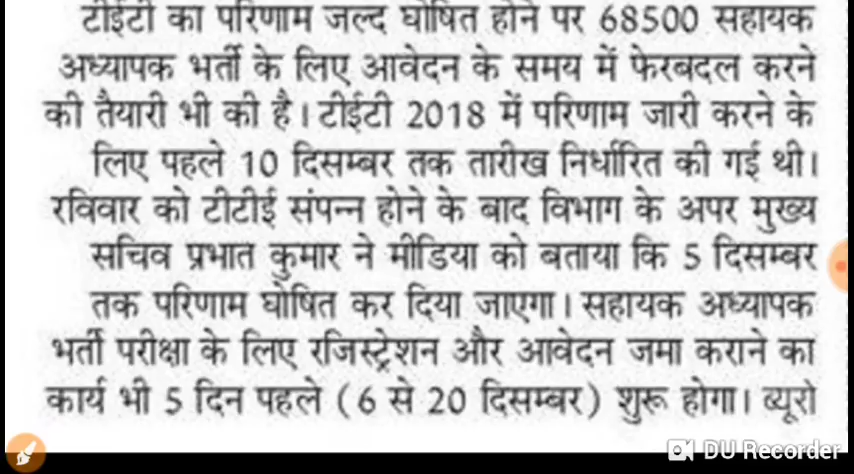 टीईटी का परिणाम जल्द घोषित होने पर 68500 सहायक
अध्यापक भर्ती के लिए आवेदन के समय में फेरबदल करने
की तैयारी भी की है। टीईटी 2018 में परिणाम जारी करने के
लिए पहले 10 दिसम्बर तक तारीख निर्धारित की गई थी।
रविवार को टीटीई संपन्न होने के बाद विभाग के अपर मुख्य
सचिव प्रभात कुमार ने मीडिया को बताया कि 5 दिसम्बर
तक परिणाम घोषित कर दिया जाएगा। सहायक अध्यापक
भर्ती परीक्षा के लिए रजिस्ट्रेशन और आवेदन जमा कराने का
कार्य भी 5 दिन पहले (6 से 20 दिसम्बर) शुरू होगा। ब्यूरो
DU Recorder